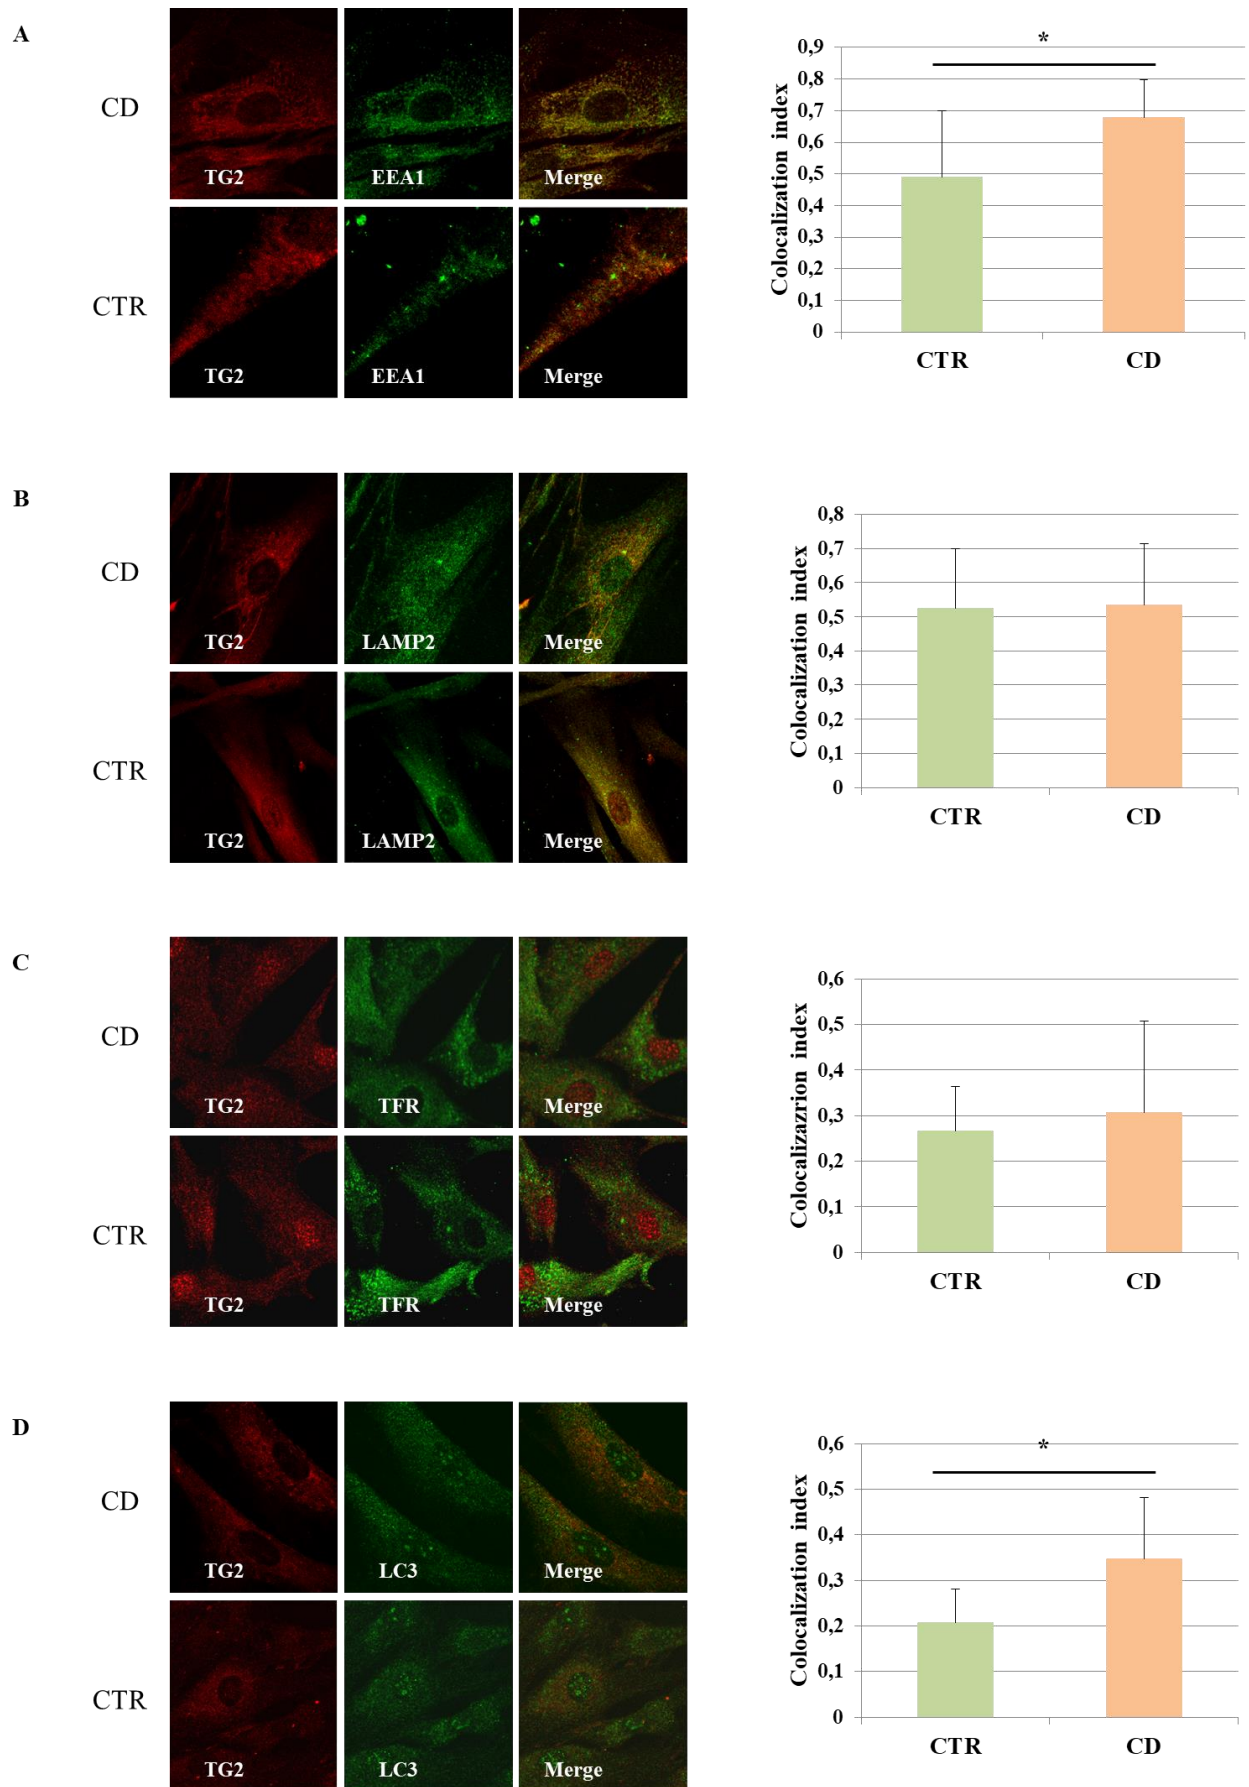 A
CD
TG2 EEA1 Merge
CTR
TG2 EEA1 Merge
*
Colocalization index
0,9
0,8
0,7
0,6
0,5
0,4
0,3
0,2
0,1
0
CTR CD
B
CD
TG2 LAMP2 Merge
CTR
TG2 LAMP2 Merge
Colocalization index
0,8
0,7
0,6
0,5
0,4
0,3
0,2
0,1
0
CTR CD
C
CD
TG2 TFR Merge
CTR
TG2 TFR Merge
Colocalizazrion index
0,6
0,5
0,4
0,3
0,2
0,1
0
CTR CD
D
CD
TG2 LC3 Merge
CTR
TG2 LC3 Merge
*
Colocalization index
0,6
0,5
0,4
0,3
0,2
0,1
0
CTR CD